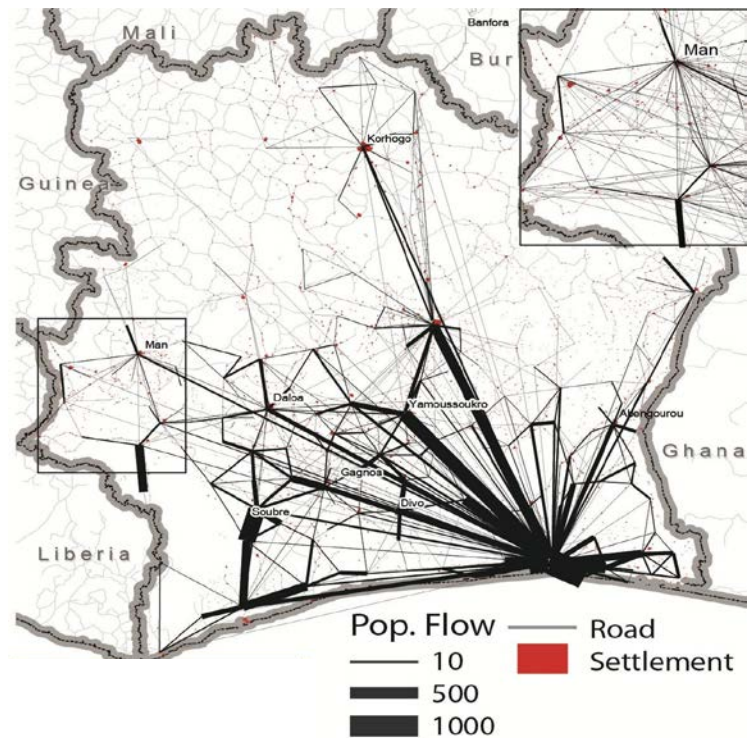 Mali
Banfora
Bur
Man
Korhogo
Guinea
Man
Daloa
Yamoussoukro
Abengourou
Ghana
Gagnoa
Divo
Soubre
Liberia
Pop. Flow
Road
10
Settlement
500
1000